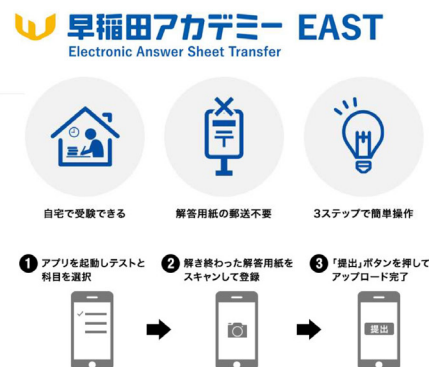 早稲田アカデミー EAST
Electronic Answer Sheet Transfer
自宅で受験できる
解答用紙の郵送不要
3ステップで簡単操作
1 アプリを起動しテストと
科目を選択
2 解き終わった解答用紙を
スキャンして登録
3 「提出」ボタンを押して
アップロード完了
提出